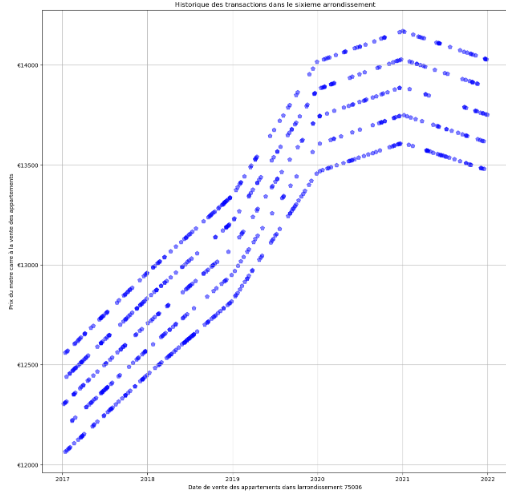 Historique des transactions dans le sixieme arrondissement
Prix du metre carre à la vente des appartements
€14000
€13500
€13000
€12500
€12000
2017 2018 2019 2020 2021 2022
Date de vente des appartements dans larrondissement 75006